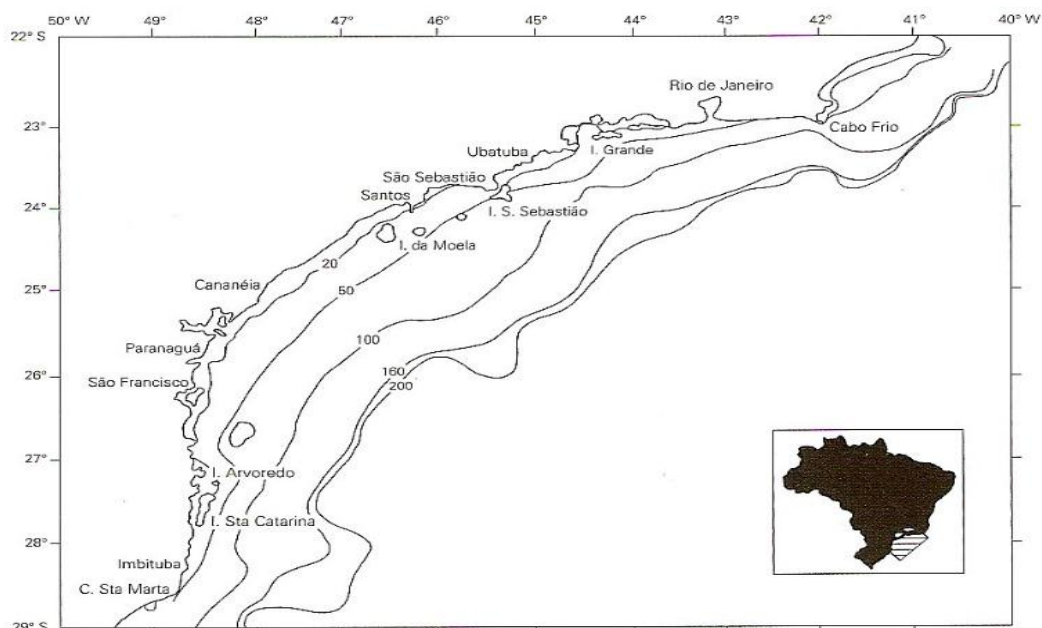 50° W 49° 48° 47° 46° 45° 44° 43° 42° 41° 40° W
22° S
Rio de Janeiro
23°
Cabo Frio
I. Grande
Ubatuba
São Sebastião
Santos
24°
I. S. Sebastião
I. da Moela
20
Cananéia
25°
50
100
Paranaguá
26°
160
São Francisco
200
27°
I. Arvoredo
I. Sta Catarina
28°
Imbituba
C. Sta Marta
29° S